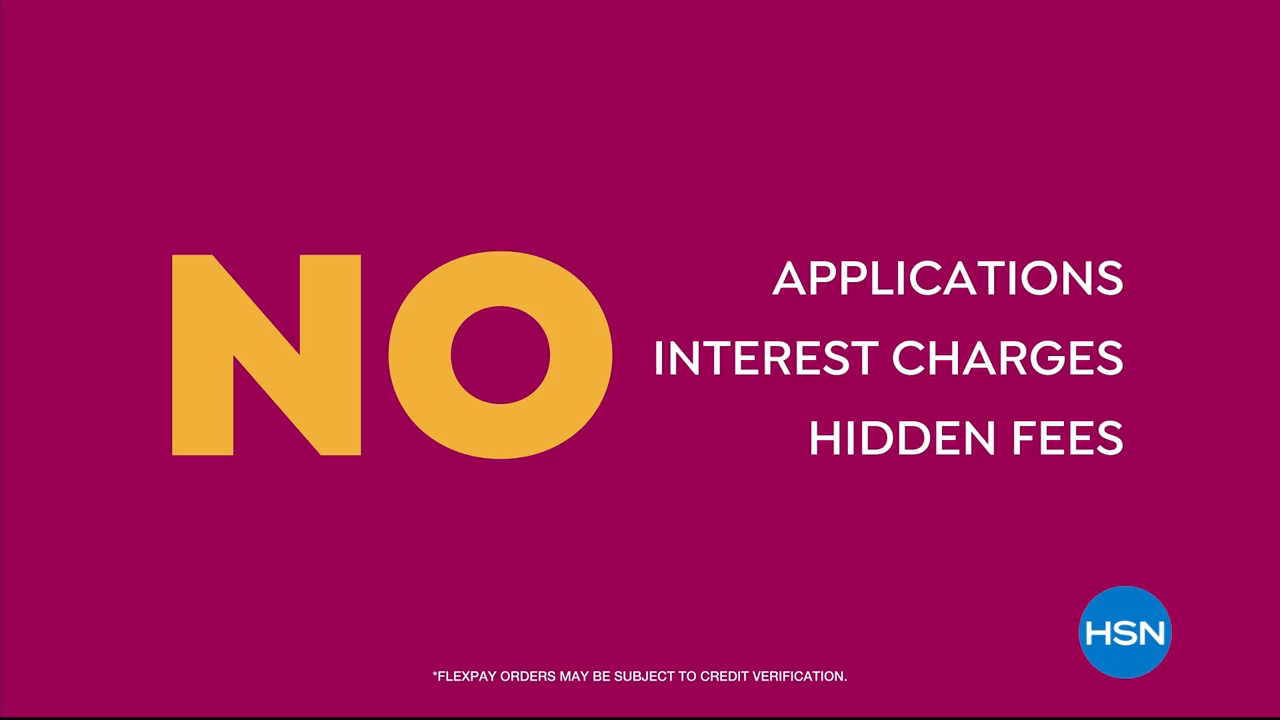 NO
APPLICATIONS
INTEREST CHARGES
HIDDEN FEES
HSN
*FLEXPAY ORDERS MAY BE SUBJECT TO CREDIT VERIFICATION.